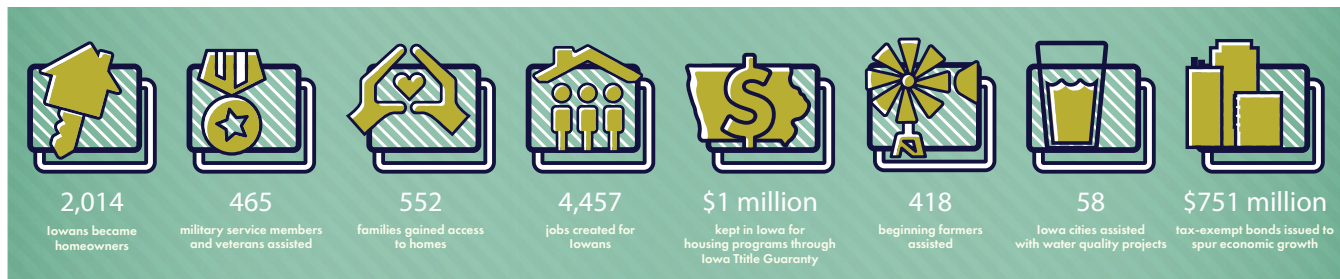 2,014
Iowans became
homeowners
465
military service members
and veterans assisted
552
families gained access
to homes
4,457
jobs created for
Iowans
$1 million
kept in Iowa for
housing programs through
Iowa Ttitle Guaranty
418
beginning farmers
assisted
58
Iowa cities assisted
with water quality projects
$751 million
tax-exempt bonds issued to
spur economic growth